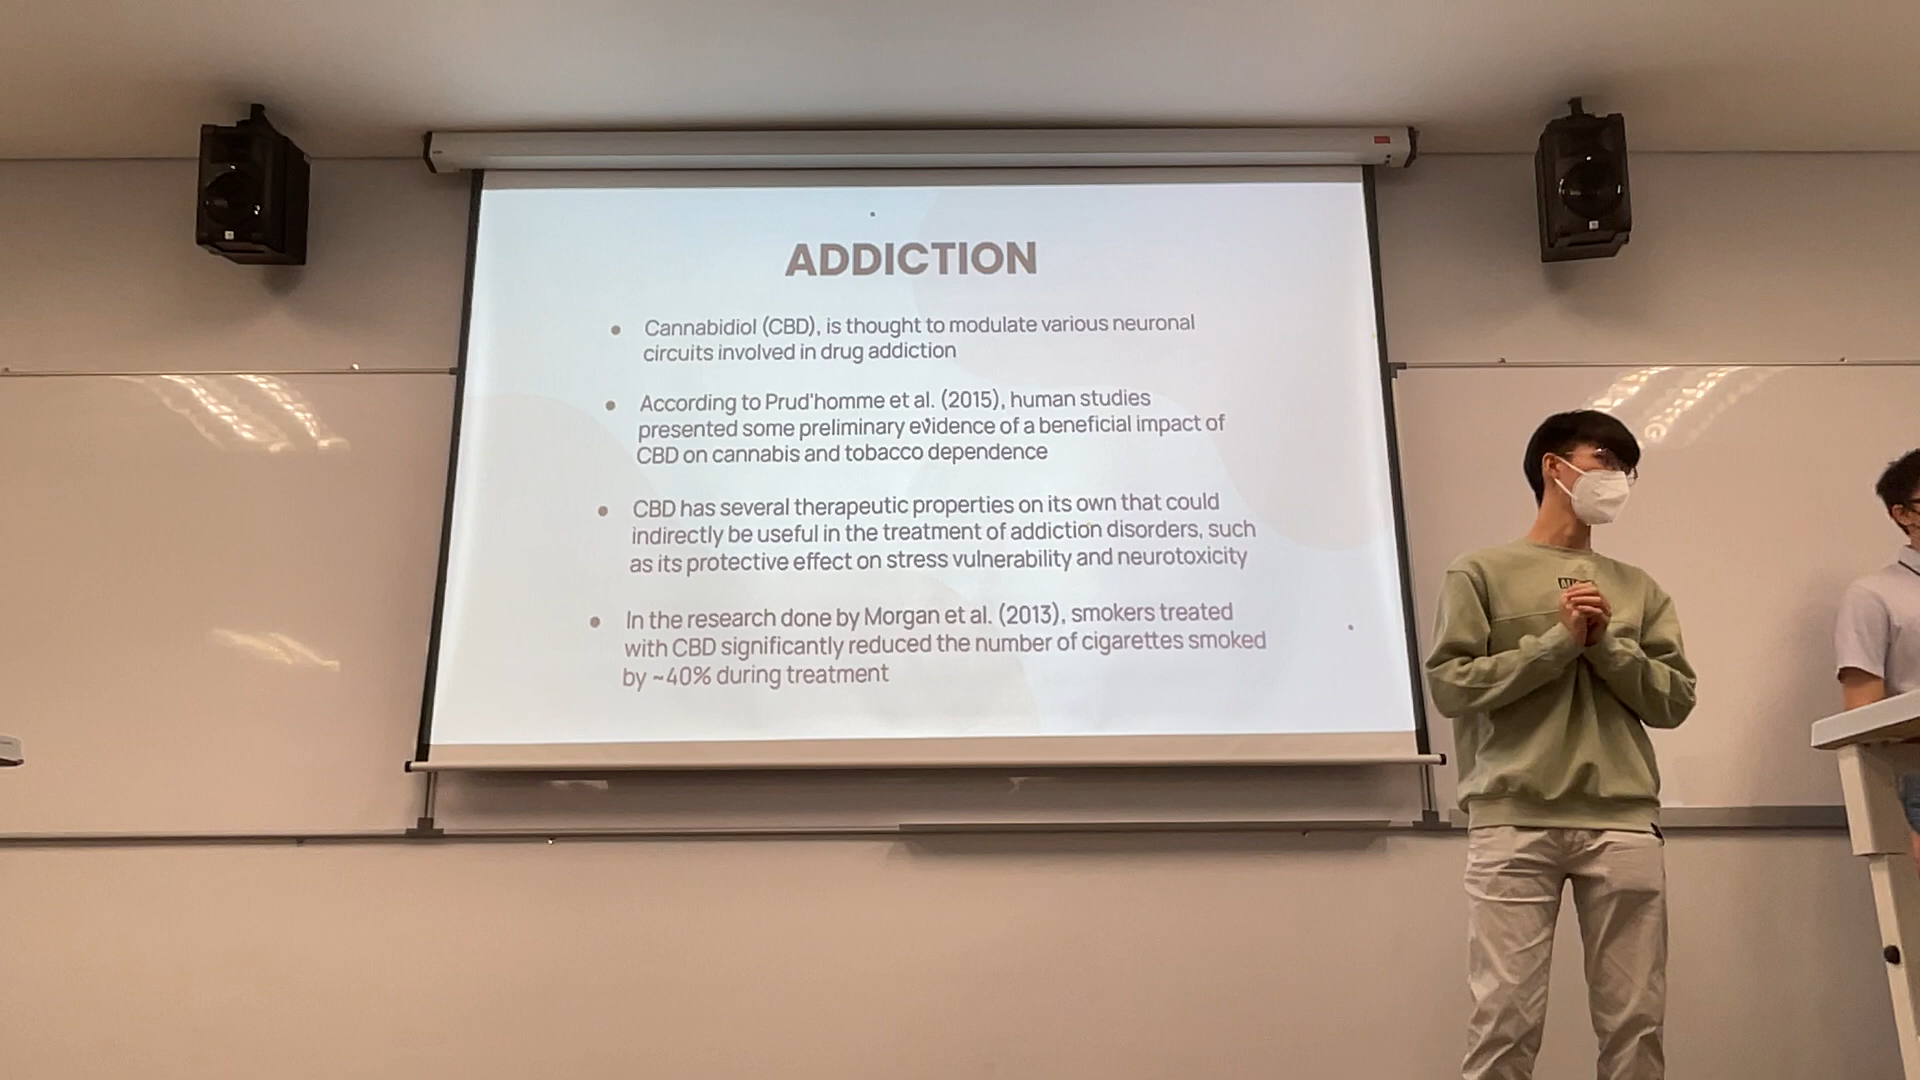 ADDICTION
Cannabidiol (CBD), is thought to modulate various neuronal
circuits involved in drug addiction
According to Prud'homme et al. (2015), human studies
presented some preliminary evidence of a beneficial impact of
CBD on cannabis and tobacco dependence
CBD has several therapeutic properties on its own that could
indirectly be useful in the treatment of addiction disorders, such
as its protective effect on stress vulnerability and neurotoxicity
In the research done by Morgan et al. (2013), smokers treated
with CBD significantly reduced the number of cigarettes smoked
by ~40% during treatment